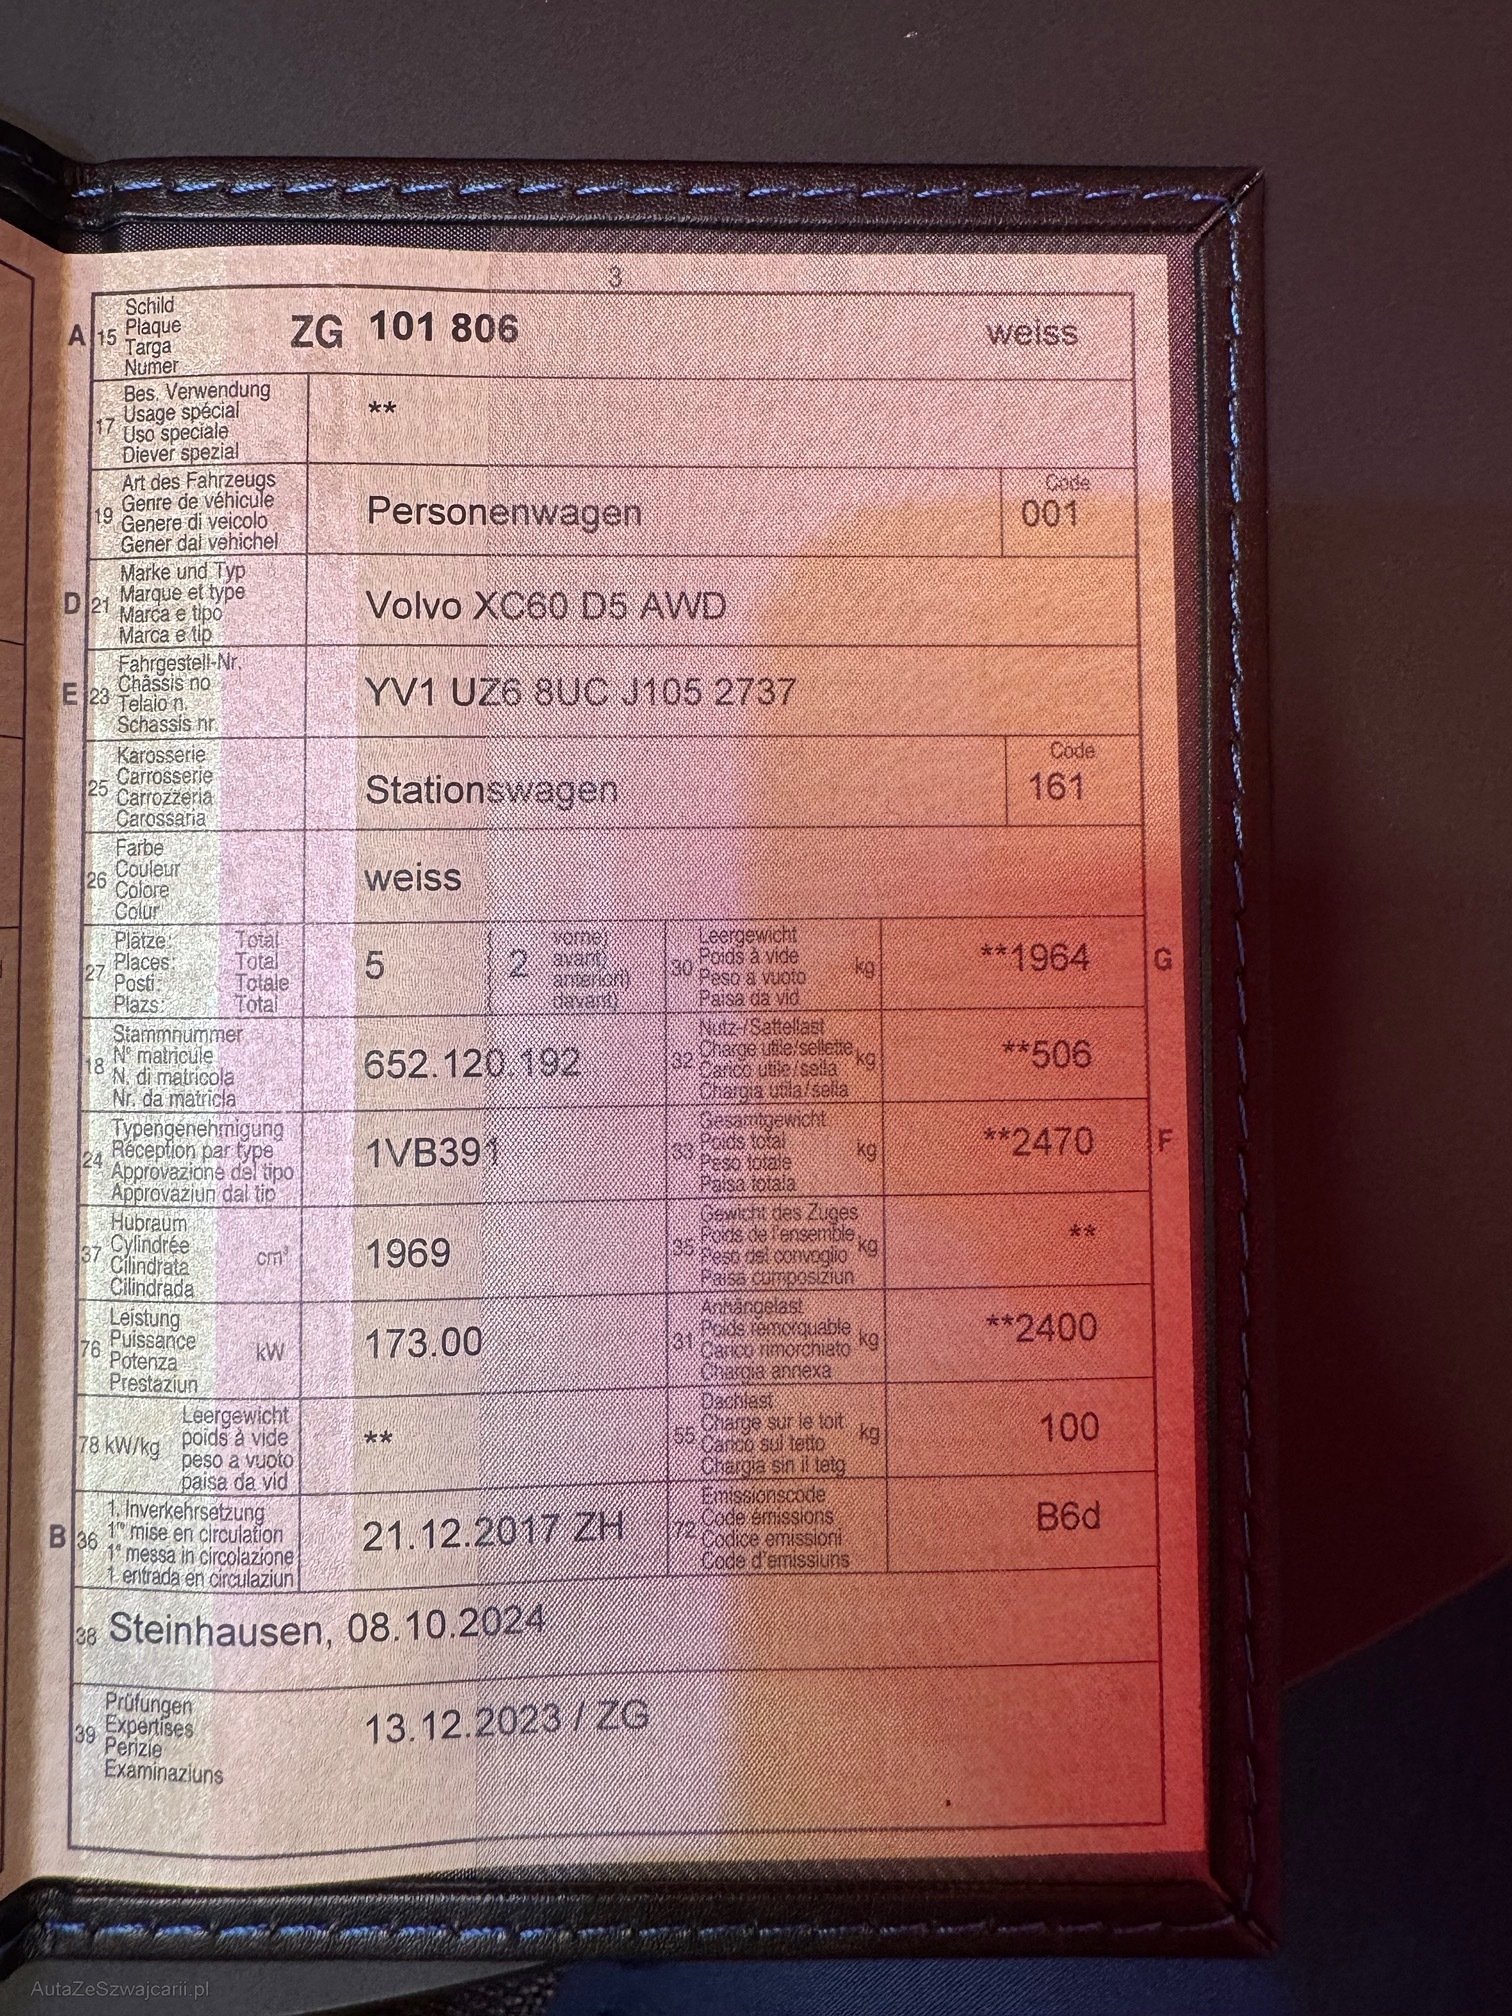 3
A 15 Schild
Plaque
Targa
Numer
ZG 101 806 weiss
17 Bes. Verwendung
Usage spécial
Uso speciale
Diever spezial
**
19 Art des Fahrzeugs
Genre de véhicule
Genere di veicolo
Gener dal vehichel
Personenwagen
Code
001
D 21 Marke und Typ
Marque et type
Marca e tipo
Marca e tip
Volvo XC60 D5 AWD
E 23 Fahrgestell-Nr.
Châssis no
Telaio n.
Schassis nr.
YV1 UZ6 8UC J105 2737
25 Karosserie
Carrosserie
Carrozzeria
Carossaria
Stationswagen
Code
161
26 Farbe
Couleur
Colore
Colur
weiss
27 Plätze: Total
Places: Total
Posti: Totale
Plazs: Total
5 ( 2 vorne)
avant)
anteriori)
davant)
30 Leergewicht
Poids à vide
Peso a vuoto
Paisa da vid
kg **1964 G
18 Stammnummer
N° matricule
N. di matricola
Nr. da matricla
652.120.192
32 Nutz-/Sattellast
Charge utile/sellette
Carico utile/sella
Chargia utila/sella
kg **506
24 Typengenehmigung
Réception par type
Approvazione del tipo
Approvaziun dal tip
1VB391
33 Gesamtgewicht
Poids total
Peso totale
Paisa totala
kg **2470 F
37 Hubraum
Cylindrée
Cilindrata
Cilindrada
cm³ 1969
35 Gewicht des Zuges
Poids de l'ensemble
Peso del convoglio
Paisa cumposiziun
kg **
76 Leistung
Puissance
Potenza
Prestaziun
kW 173.00
31 Anhängelast
Poids remorquable
Carico rimorchiato
Chargia annexa
kg **2400
78 kW/kg Leergewicht
poids à vide
peso a vuoto
paisa da vid
**
55 Dachlast
Charge sur le toit
Carico sul tetto
Chargia sin il tetg
kg 100
B 36 1. Inverkehrsetzung
1re mise en circulation
1a messa in circolazione
1. entrada en circulaziun
21.12.2017 ZH
72 Emissionscode
Code émissions
Codice emissioni
Code d'emissiuns
B6d
38 Steinhausen, 08.10.2024
39 Prüfungen
Expertises
Perizie
Examinaziuns
13.12.2023 / ZG
AutaZeSzwajcarii.pl